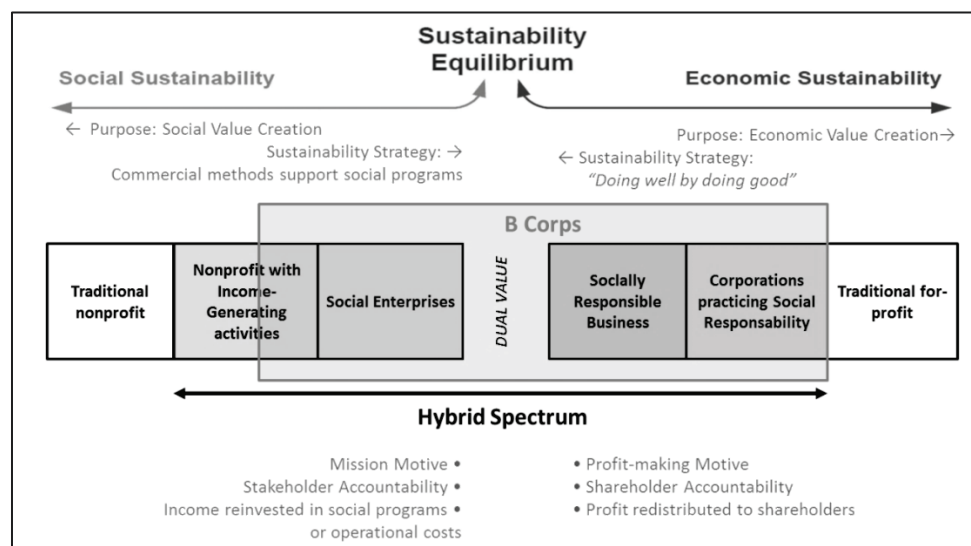 Sustainability
Equilibrium
Social Sustainability
Economic Sustainability
← Purpose: Social Value Creation
Sustainability Strategy: →
Commercial methods support social programs
Purpose: Economic Value Creation→
← Sustainability Strategy:
“Doing well by doing good”
B Corps
Traditional
nonprofit
Nonprofit with
Income-
Generating
activities
Social Enterprises
DUAL VALUE
Socially
Responsible
Business
Corporations
practicing Social
Responsability
Traditional for-
profit
Hybrid Spectrum
Mission Motive •
Stakeholder Accountability •
Income reinvested in social programs •
or operational costs
• Profit-making Motive
• Shareholder Accountability
• Profit redistributed to shareholders